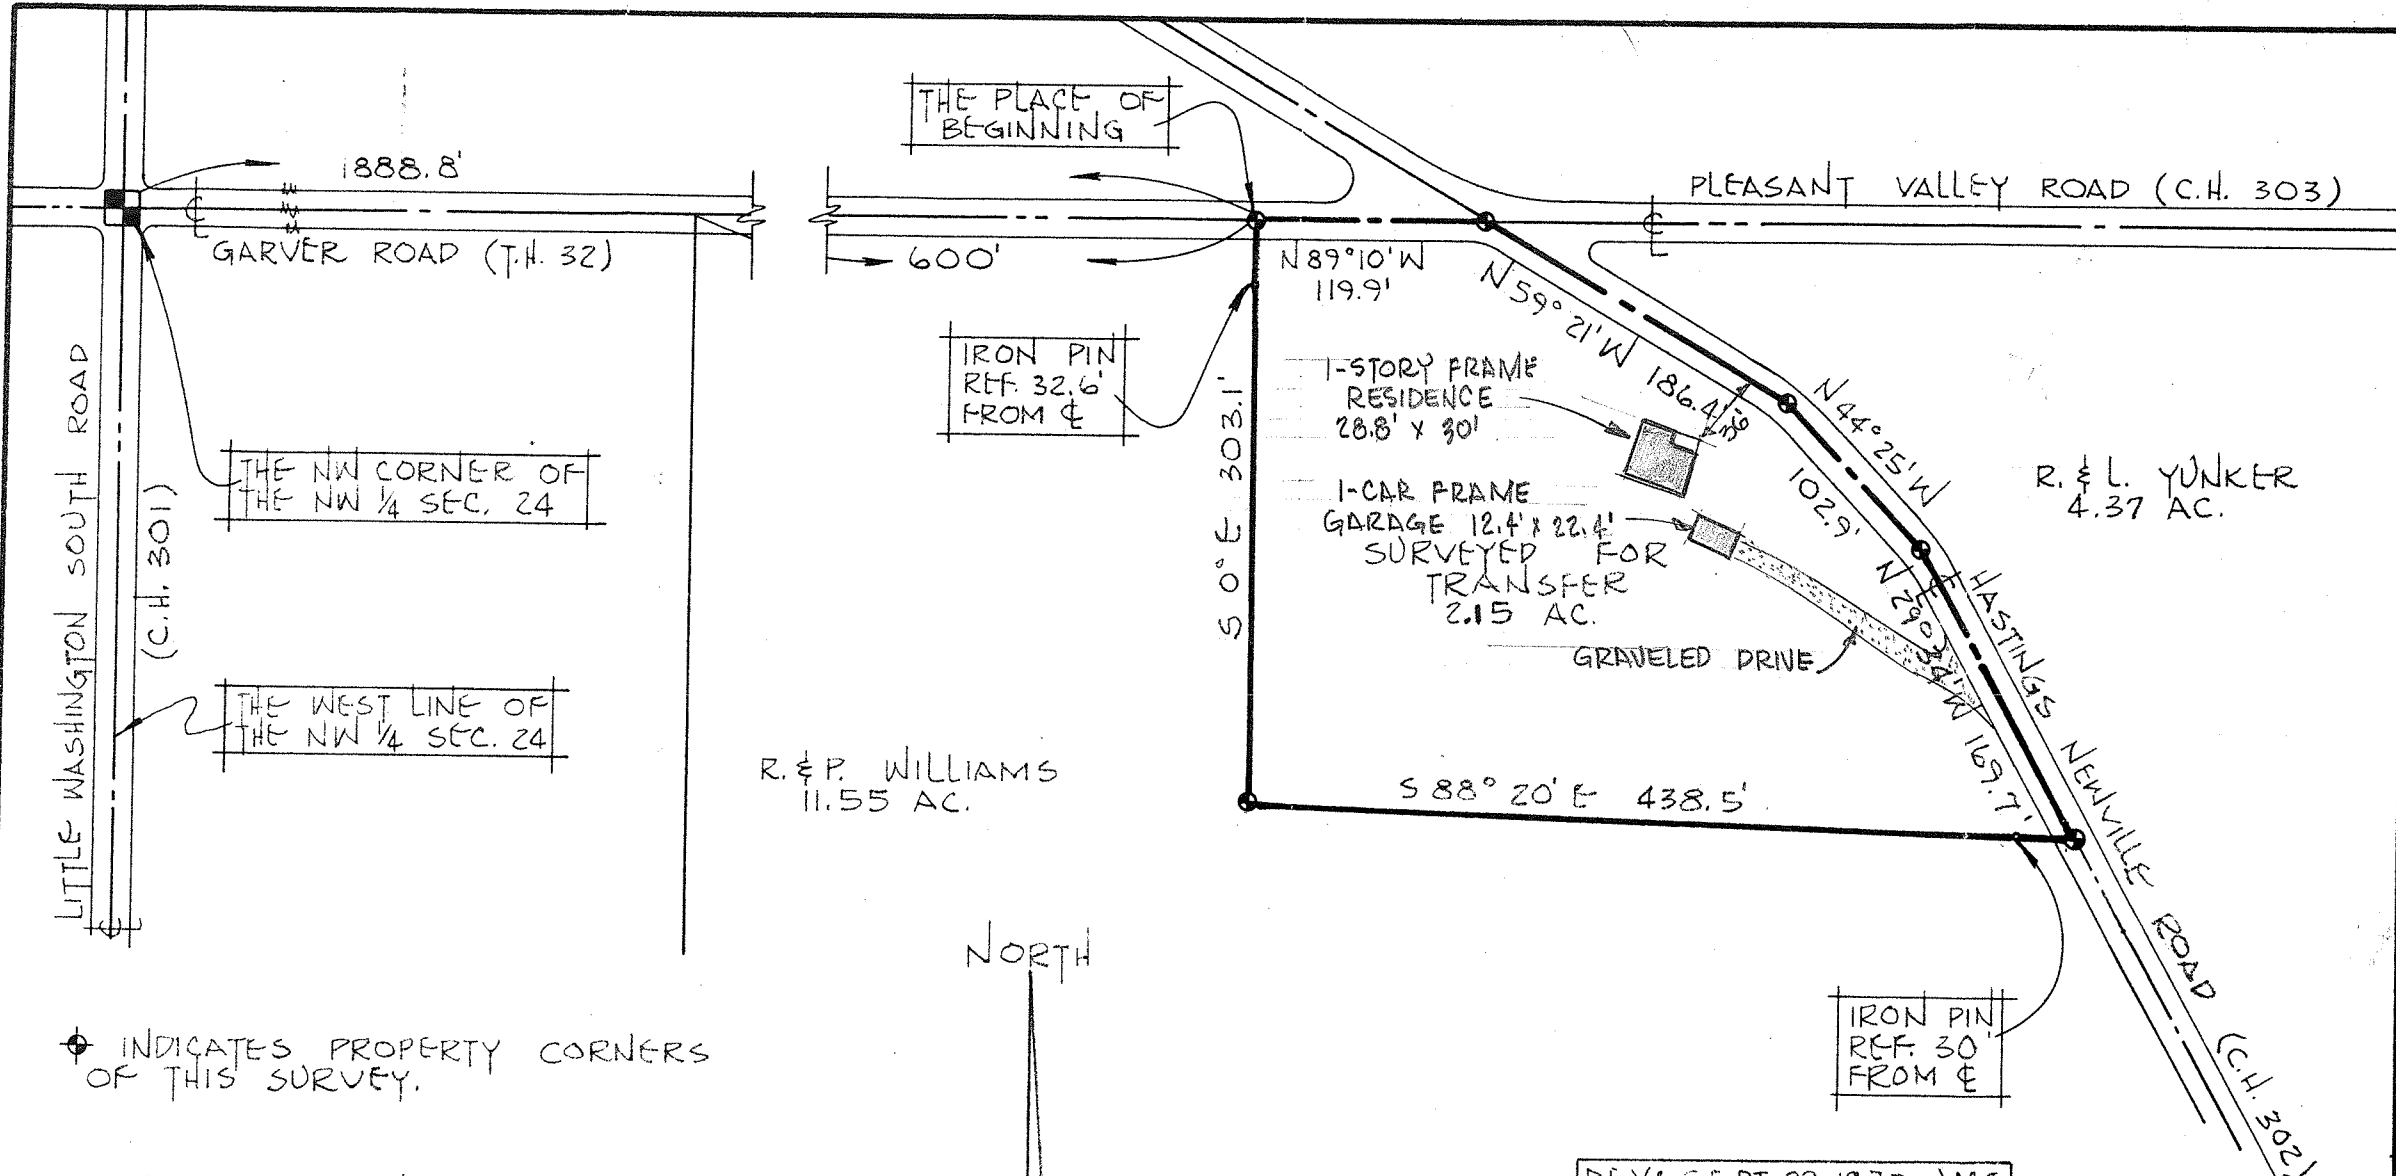 THE PLACE OF
BEGINNING
1888.8'
GARVER ROAD (T.H. 32)
600'
PLEASANT VALLEY ROAD (C.H. 303)
N 89°10' W
119.9'
N 59° 21' W 186.4'
IRON PIN
REF. 32.6'
FROM ℄
S 0° E 303.1'
1-STORY FRAME
RESIDENCE
28.8' X 30'
36'
N 44° 25' W
102.9'
1-CAR FRAME
GARAGE 12.4' X 22.4'
SURVEYED FOR
TRANSFER
2.15 AC.
GRAVELED DRIVE
R. & L. YUNKER
4.37 AC.
N 29° 34' W 169.7'
HASTINGS NEWVILLE ROAD (C.H. 302)
LITTLE WASHINGTON SOUTH ROAD
(C.H. 301)
THE NW CORNER OF
THE NW ¼ SEC. 24
THE WEST LINE OF
THE NW ¼ SEC. 24
R. & P. WILLIAMS
11.55 AC.
S 88° 20' E 438.5'
NORTH
INDICATES PROPERTY CORNERS
OF THIS SURVEY.
IRON PIN
REF. 30'
FROM ℄